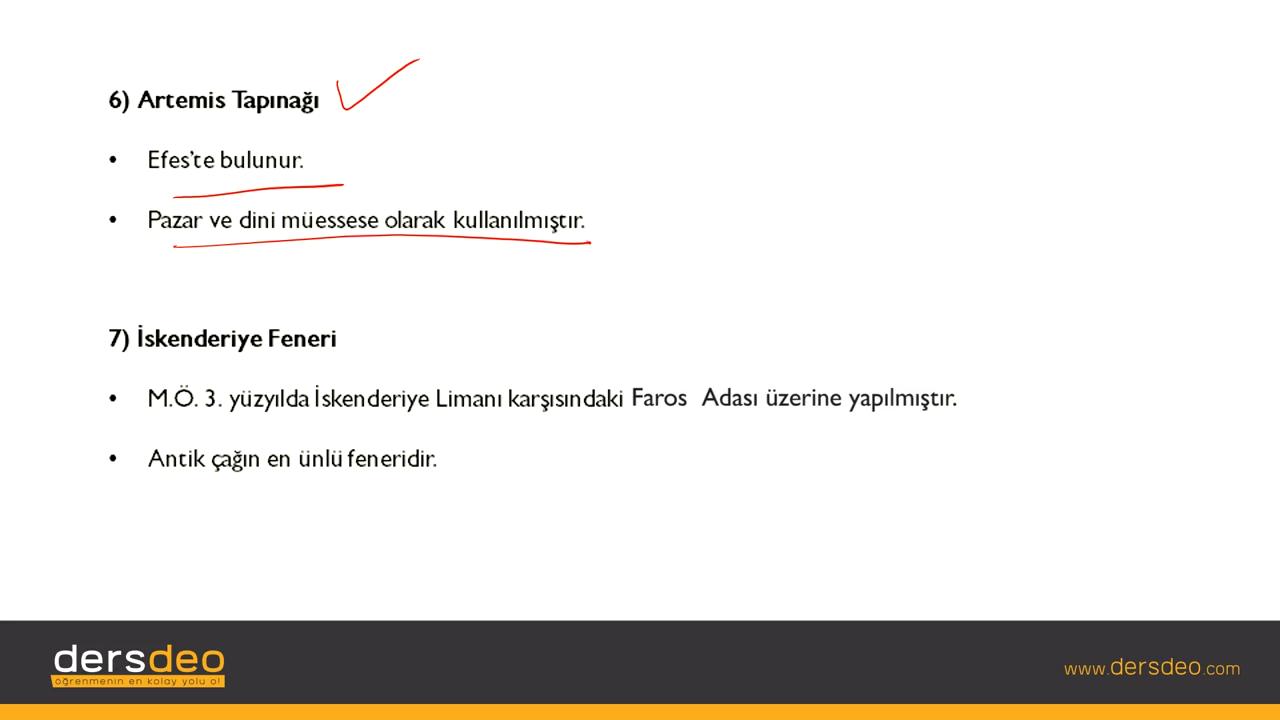 6) Artemis Tapınağı
• Efes’te bulunur.
• Pazar ve dini müessese olarak kullanılmıştır.
7) İskenderiye Feneri
• M.Ö. 3. yüzyılda İskenderiye Limanı karşısındaki Faros Adası üzerine yapılmıştır.
• Antik çağın en ünlü feneridir.
dersdeo
öğrenmenin en kolay yolu o!
www.dersdeo.com